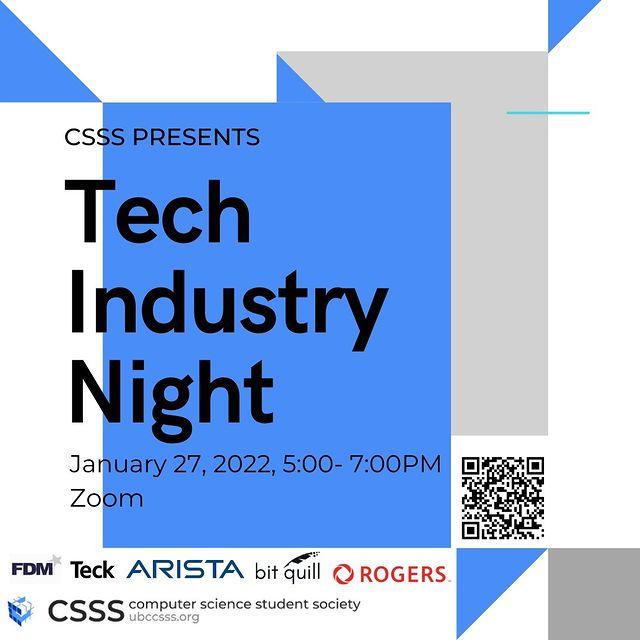 CSSS PRESENTS
Tech
Industry
Night
January 27, 2022, 5:00- 7:00PM
Zoom
FDM Teck ARISTA bit quill ROGERS™
CSSS computer science student society
ubccsss.org